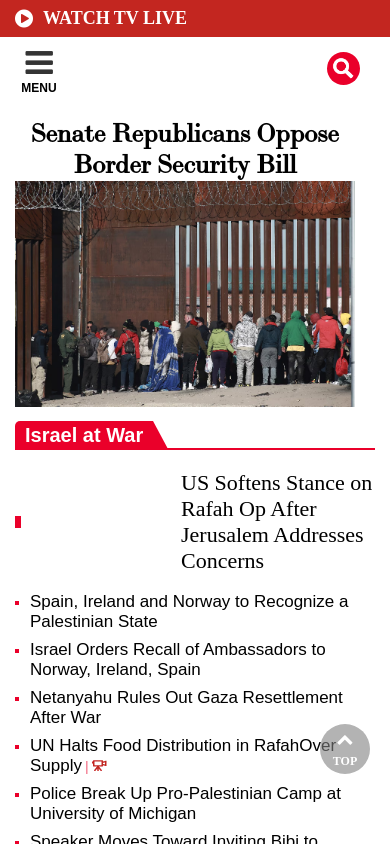 WATCH TV LIVE
MENU
Senate Republicans Oppose
Border Security Bill
Israel at War
US Softens Stance on
Rafah Op After
Jerusalem Addresses
Concerns
Spain, Ireland and Norway to Recognize a
Palestinian State
Israel Orders Recall of Ambassadors to
Norway, Ireland, Spain
Netanyahu Rules Out Gaza Resettlement
After War
UN Halts Food Distribution in RafahOver
Supply |
TOP
Police Break Up Pro-Palestinian Camp at
University of Michigan
Speaker Moves Toward Inviting Bibi to